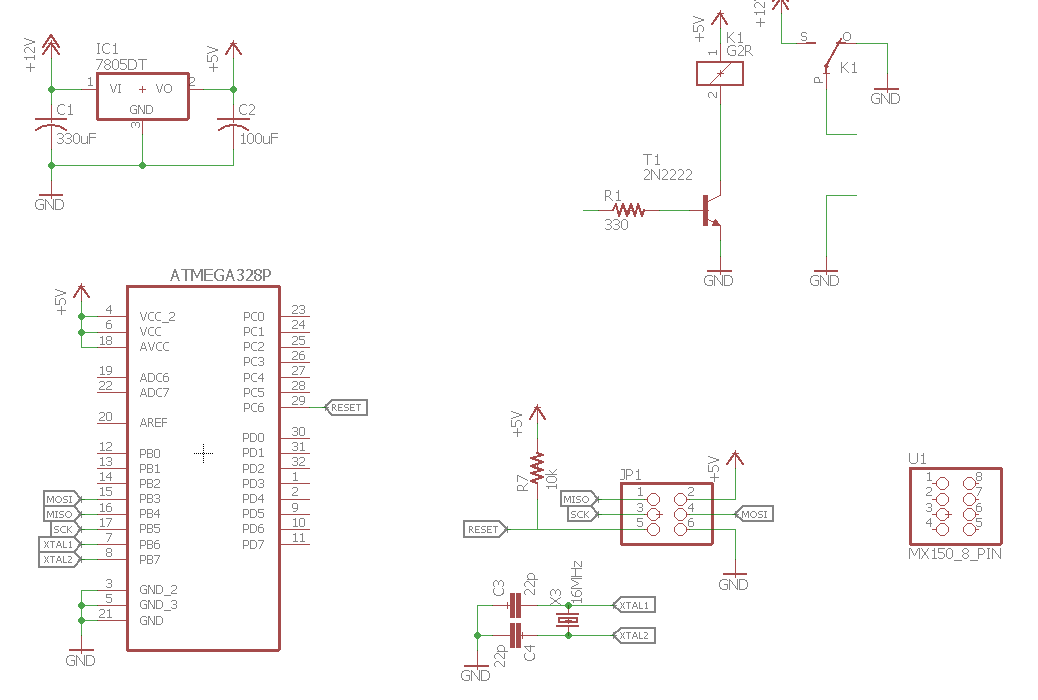 +12V
IC1
7805DT
1
VI
VO
2
GND
3
+5V
C1
330uF
C2
100uF
GND
+5V
K1
G2R
1
2
T1
2N2222
R1
330
GND
+12
S
O
K1
P
GND
GND
ATMEGA328P
+5V
4 VCC_2
6 VCC
18 AVCC
19 ADC6
22 ADC7
20 AREF
12 PB0
13 PB1
14 PB2
MOSI 15 PB3
MISO 16 PB4
SCK 17 PB5
XTAL1 7 PB6
XTAL2 8 PB7
3 GND_2
5 GND_3
21 GND
GND
PC0 23
PC1 24
PC2 25
PC3 26
PC4 27
PC5 28
PC6 29 RESET
PD0 30
PD1 31
PD2 32
PD3 1
PD4 2
PD5 9
PD6 10
PD7 11
+5V
R7
10k
RESET
JP1
MISO 1 2
SCK 3 4 MOSI
5 6
+5V
GND
C3
22p
X3
16MHz
XTAL1
XTAL2
22p
C4
GND
U1
1 8
2 7
3 6
4 5
MX150_8_PIN